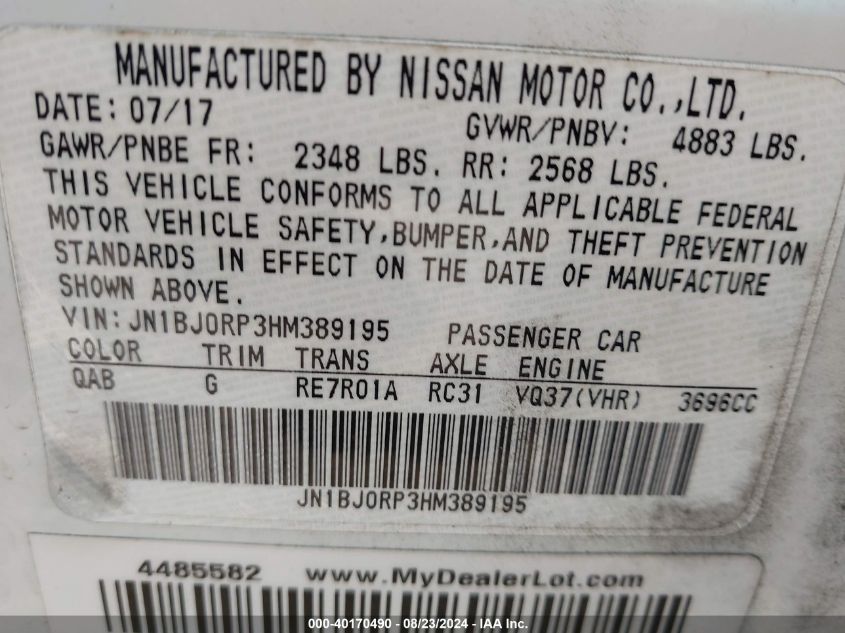 MANUFACTURED BY NISSAN MOTOR CO.,LTD.
DATE: 07/17 GVWR/PNBV: 4883 LBS.
GAWR/PNBE FR: 2348 LBS. RR: 2568 LBS.
THIS VEHICLE CONFORMS TO ALL APPLICABLE FEDERAL
MOTOR VEHICLE SAFETY,BUMPER,AND THEFT PREVENTION
STANDARDS IN EFFECT ON THE DATE OF MANUFACTURE
SHOWN ABOVE.
VIN: JN1BJ0RP3HM389195 PASSENGER CAR
COLOR TRIM TRANS AXLE ENGINE
QAB G RE7R01A RC31 VQ37(VHR) 3696CC
JN1BJ0RP3HM389195
4485582 www.MyDealerLot.com
000-40170490 - 08/23/2024 - IAA Inc.